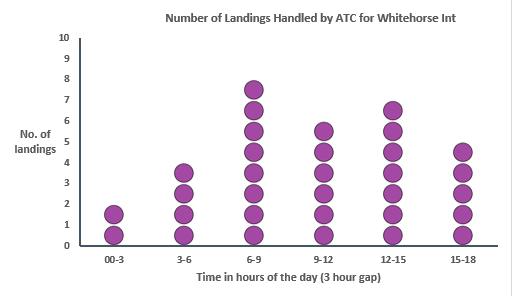 Number of Landings Handled by ATC for Whitehorse Int
10
9
8
7
6
5
4
3
2
1
0
No. of
landings
00-3 3-6 6-9 9-12 12-15 15-18
Time in hours of the day (3 hour gap)